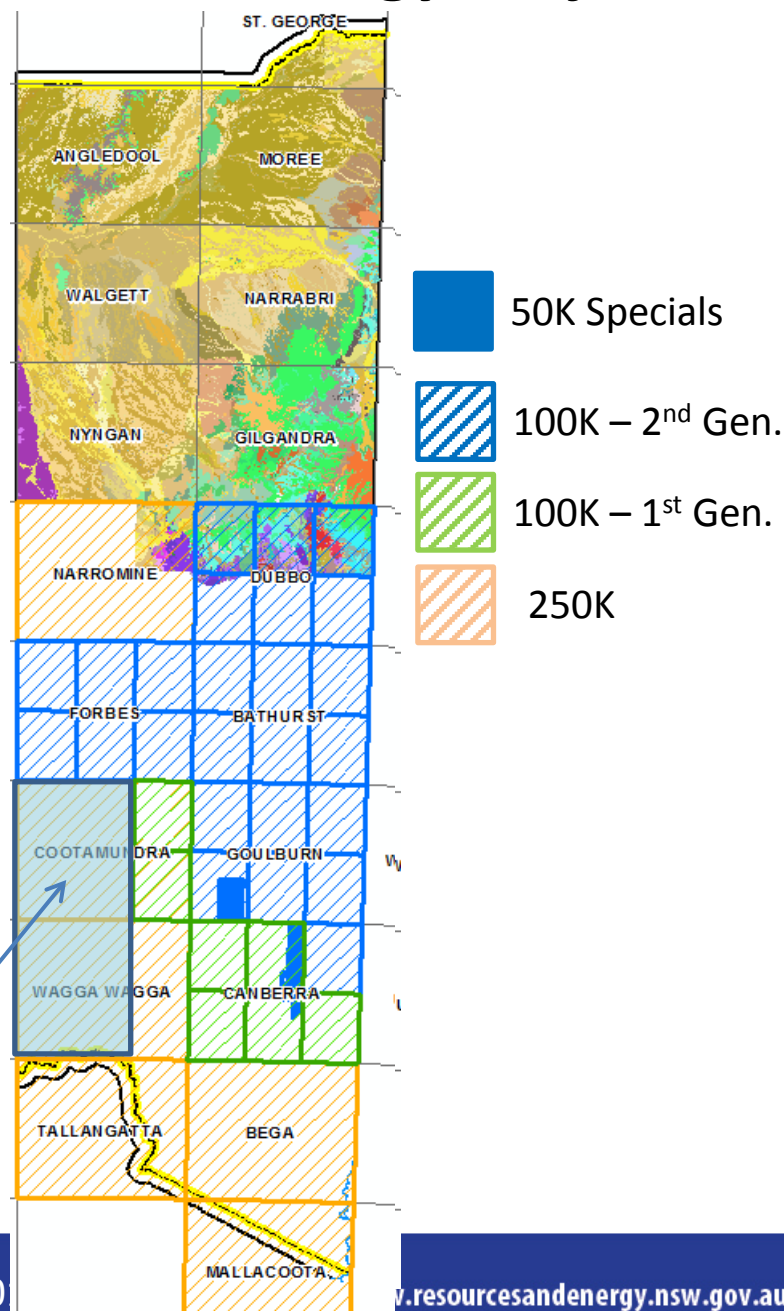 ST. GEORGE
ANGLEDOOL
MOREE
WALGETT
NARRABRI
NYNGAN
GILGANDRA
NARROMINE
DUBBO
FORBES
BATHURST
COOTAMUNDRA
GOULBURN
WAGGA WAGGA
CANBERRA
TALLANGATTA
BEGA
MALLACOOTA
50K Specials
100K – 2nd Gen.
100K – 1st Gen.
250K
.resourcesandenergy.nsw.gov.au